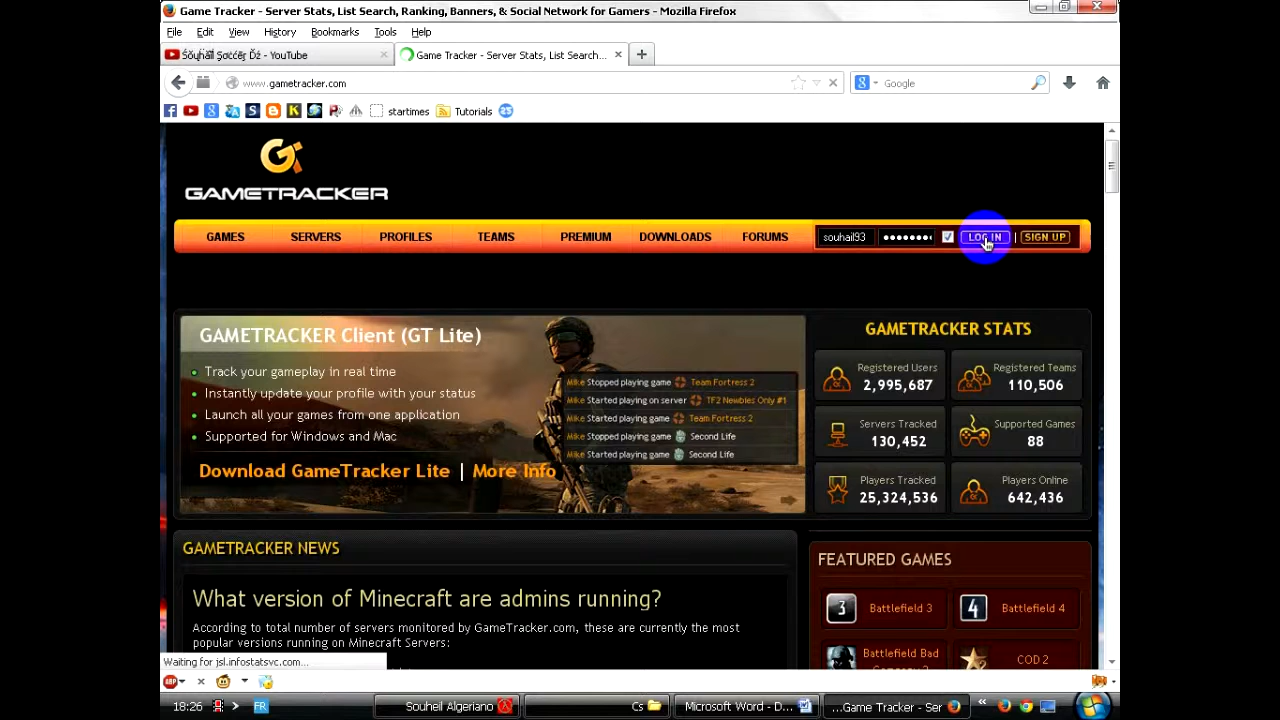 Game Tracker - Server Stats, List Search, Ranking, Banners, & Social Network for Gamers - Mozilla Firefox
File Edit View History Bookmarks Tools Help
YouTube
Game Tracker - Server Stats, List Search...
www.gametracker.com
Google
startimes
Tutorials
GAMETRACKER
GAMES SERVERS PROFILES TEAMS PREMIUM DOWNLOADS FORUMS
souhail93
LOG IN | SIGN UP
GAMETRACKER Client (GT Lite)
Track your gameplay in real time
Instantly update your profile with your status
Launch all your games from one application
Supported for Windows and Mac
Download GameTracker Lite | More Info
Mike Stopped playing game Team Fortress 2
Mike Started playing on server TF2 Newbies Only #1
Mike Started playing game Team Fortress 2
Mike Stopped playing game Second Life
Mike Started playing game Second Life
GAMETRACKER STATS
Registered Users
2,995,687
Registered Teams
110,506
Servers Tracked
130,452
Supported Games
88
Players Tracked
25,324,536
Players Online
642,436
GAMETRACKER NEWS
What version of Minecraft are admins running?
According to total number of servers monitored by GameTracker.com, these are currently the most
popular versions running on Minecraft Servers:
FEATURED GAMES
3 Battlefield 3
4 Battlefield 4
Battlefield Bad
COD 2
Waiting for jsl.infostatsvc.com...
ABP
18:26
FR
Souheil Algeriano
Cs
Microsoft Word - D...
...Game Tracker - Ser